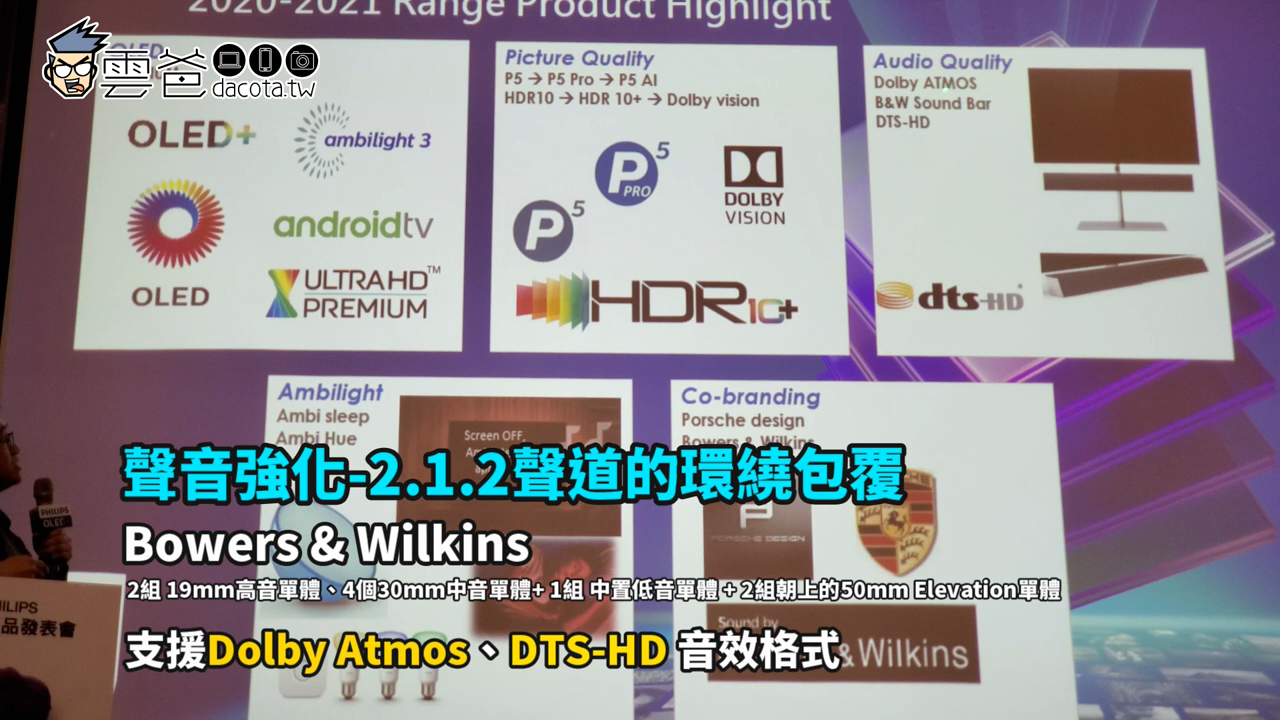 2020-2021 Range Product Highlight
雲爸
dacota.tw
OLED+
ambilight 3
OLED
androidtv
ULTRA HD™
PREMIUM
Picture Quality
P5 → P5 Pro → P5 AI
HDR10 → HDR 10+ → Dolby vision
P5
PRO
P5
DOLBY
VISION
HDR10+
Audio Quality
Dolby ATMOS
B&W Sound Bar
DTS-HD
dts-HD
Ambilight
Ambi sleep
Ambi Hue
Screen OFF,
Co-branding
Porsche design
Bowers & Wilkins
PORSCHE DESIGN
聲音強化-2.1.2聲道的環繞包覆
Bowers & Wilkins
2組 19mm高音單體、4個30mm中音單體+ 1組 中置低音單體 + 2組朝上的50mm Elevation單體
支援Dolby Atmos、DTS-HD 音效格式
Sound by
& Wilkins
PHILIPS
OLED
HILIPS
品發表會